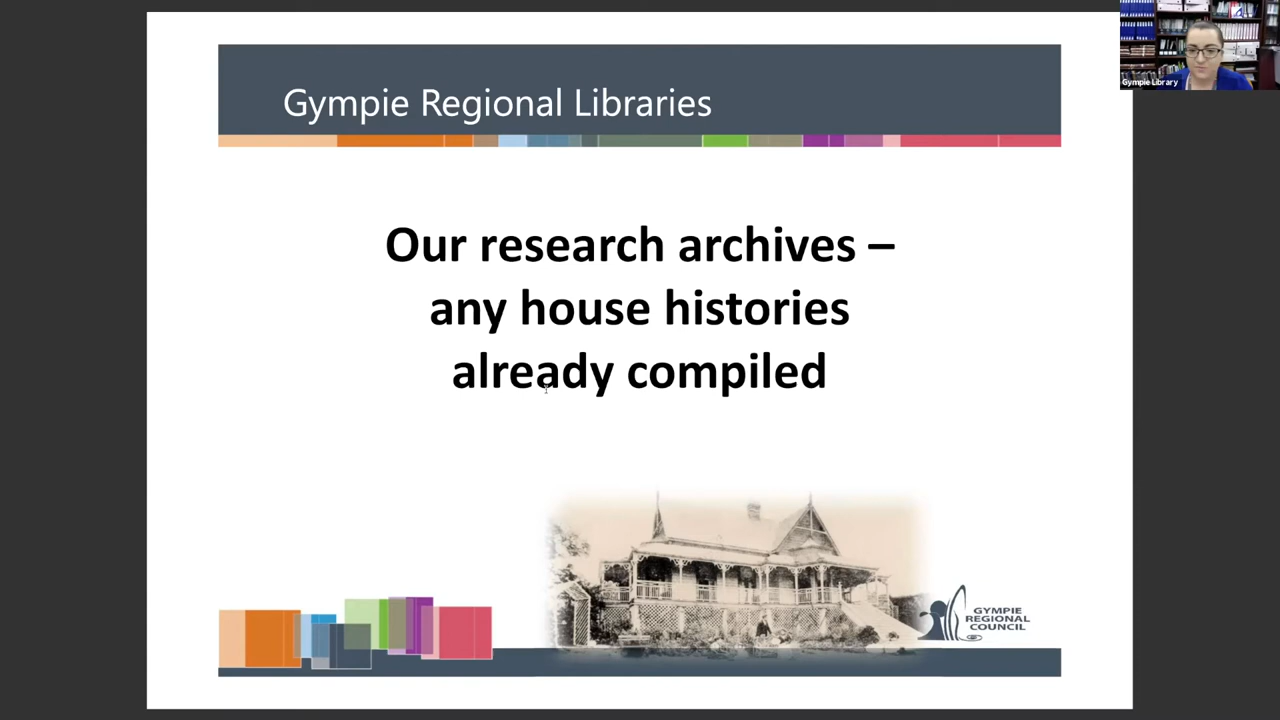 Gympie Regional Libraries
Gympie Library
Our research archives –
any house histories
already compiled
GYMPIE
REGIONAL
COUNCIL